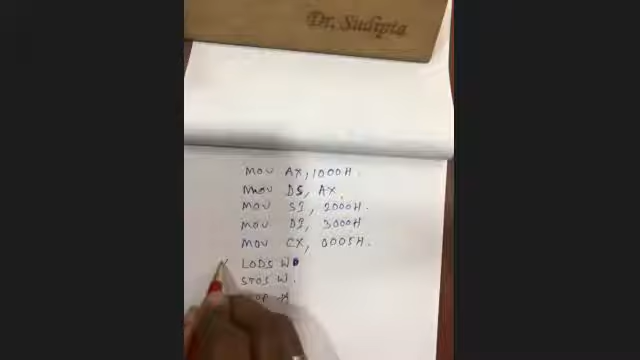 Dr. Sudipta
MOV AX, 1000H.
MOV DS, AX.
MOV SI, 2000H.
MOV DI, 3000H
MOV CX, 0005H.
LODS W
STOS W.